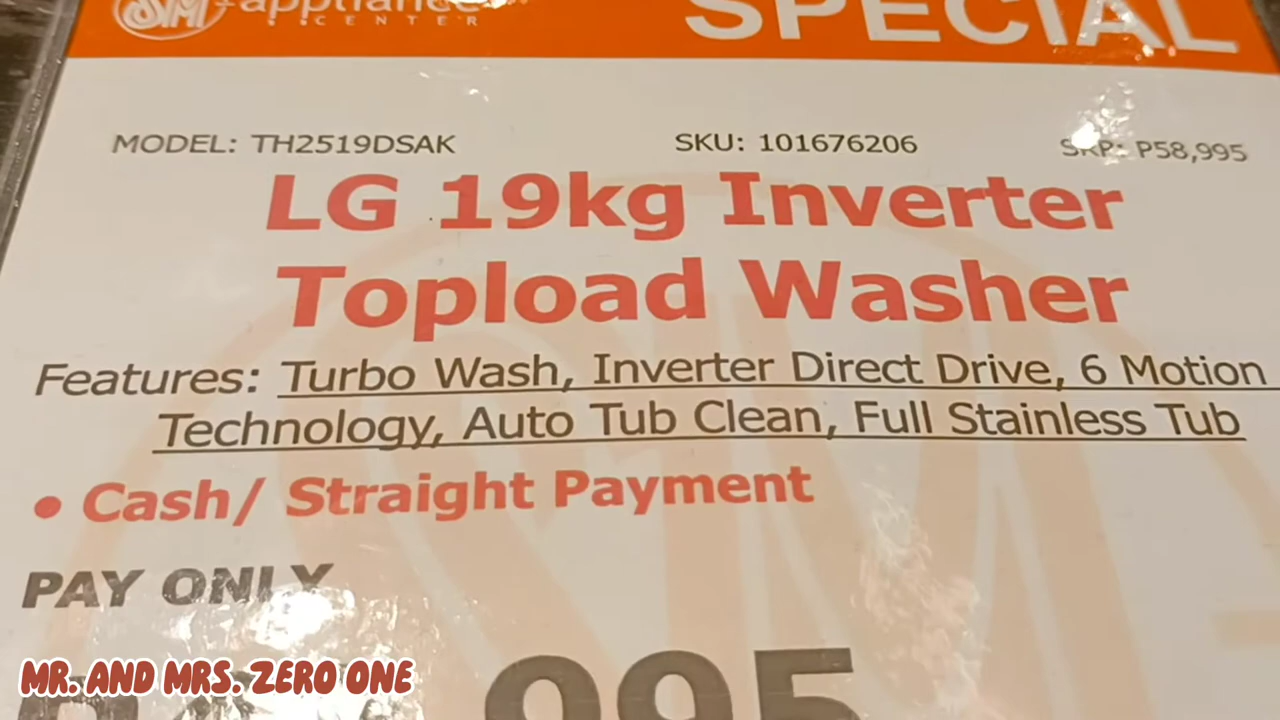 SM appliance SPECIAL
CENTER
MODEL: TH2519DSAK SKU: 101676206 SRP: P58,995
LG 19kg Inverter
Topload Washer
Features: Turbo Wash, Inverter Direct Drive, 6 Motion
Technology, Auto Tub Clean, Full Stainless Tub
• Cash/ Straight Payment
PAY ONLY
995
MR. AND MRS. ZERO ONE